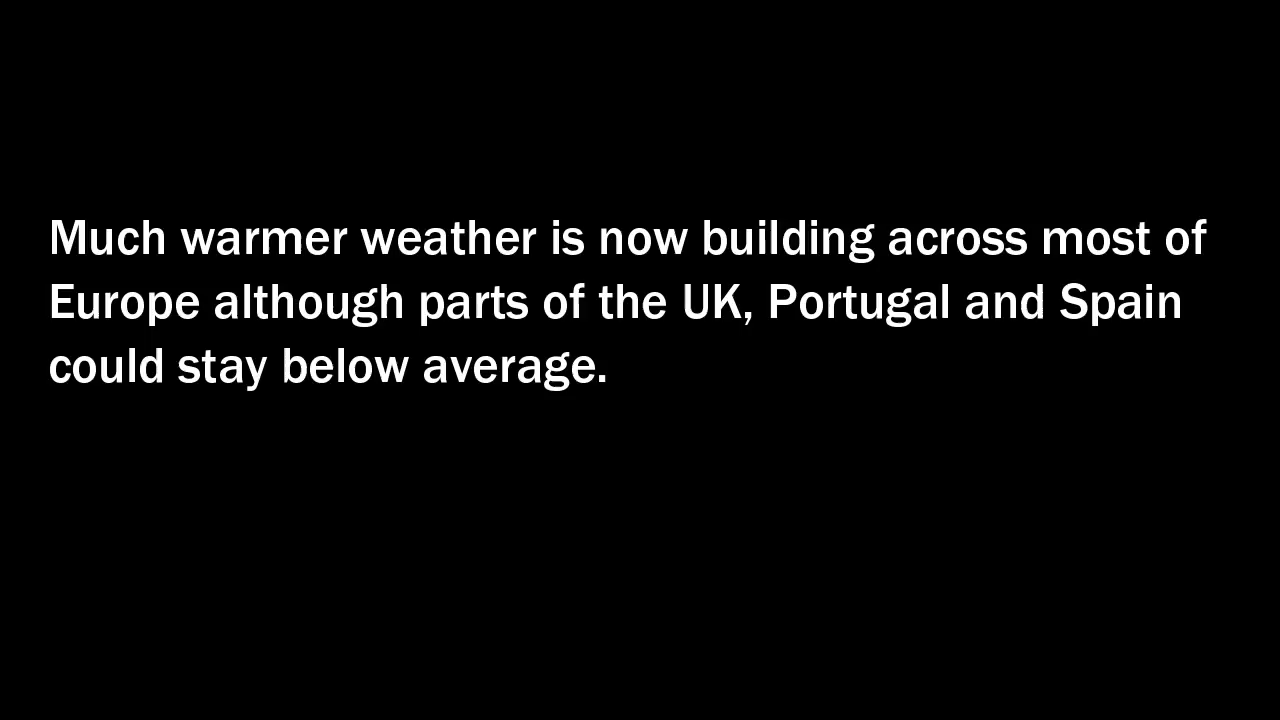 Much warmer weather is now building across most of
Europe although parts of the UK, Portugal and Spain
could stay below average.